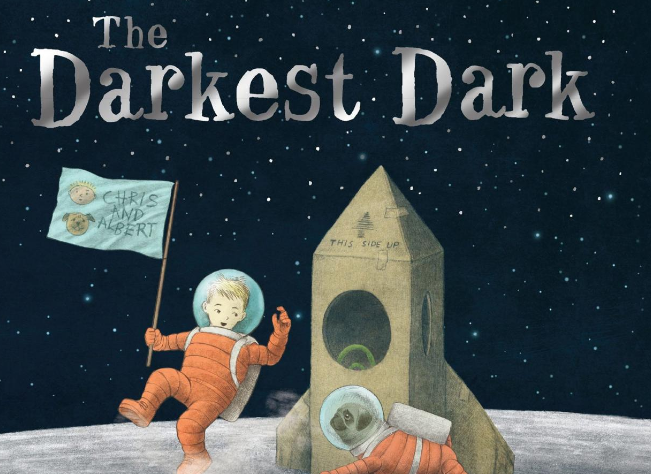 The
Darkest Dark
CHRIS
AND
ALBERT
THIS SIDE UP